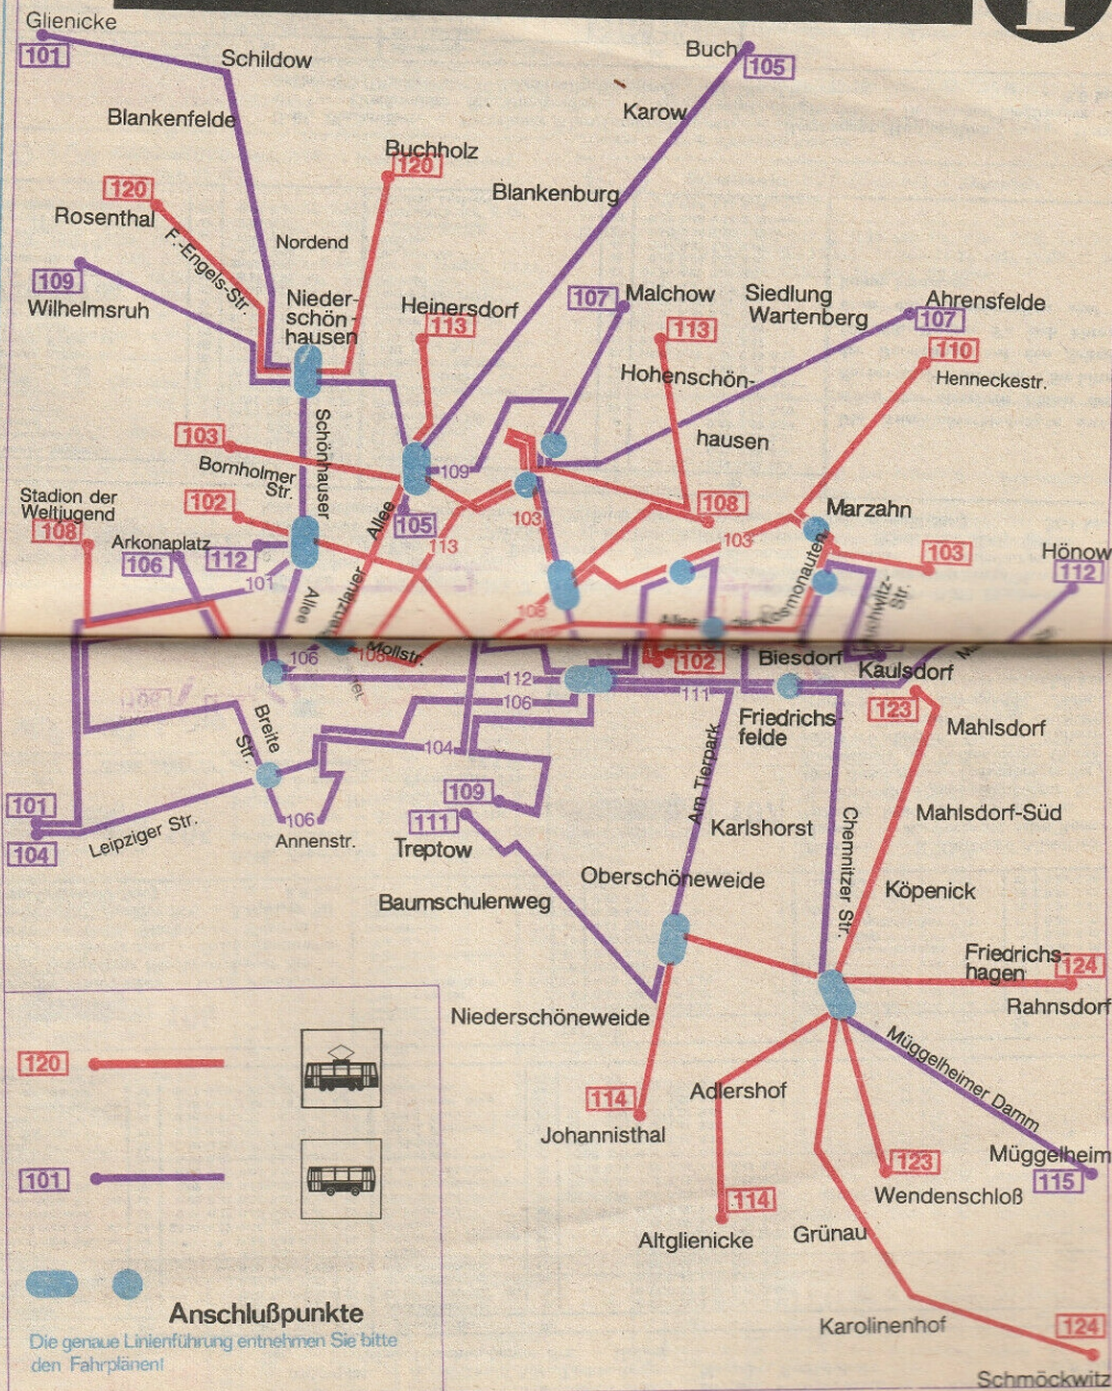 Glienicke
101
Schildow
Buch
105
Blankenfelde
Karow
Buchholz
120
120
Rosenthal
Blankenburg
F.-Engels-Str.
Nordend
109
Wilhelmsruh
Nieder-
schön-
hausen
Heinersdorf
113
107
Malchow
Siedlung
Wartenberg
Ahrensfelde
107
113
110
Henneckestr.
Hohenschön-
hausen
103
Bornholmer
Str.
Schönhauser
Allee
109
Stadion der
Weltjugend
108
102
Arkonaplatz
106
112
105
Allee
103
113
108
Marzahn
103
103
Hönow
112
101
Prenzlauer
108
106
Mollstr.
102
Biesdorf
Kaulsdorf
112
111
106
123
Mahlsdorf
Friedrichs-
felde
Breite
Str.
104
Am Tierpark
109
111
Treptow
101
104
Leipziger Str.
106
Annenstr.
Karlshorst
Chemnitzer Str.
Mahlsdorf-Süd
Oberschöneweide
Köpenick
Baumschulenweg
Friedrichs-
hagen
124
Rahnsdorf
Niederschöneweide
Müggelheimer Damm
120
114
Johannisthal
Adlershof
Müggelheim
115
101
123
Wendenschloß
114
Altglienicke
Grünau
Anschlußpunkte
Die genaue Linienführung entnehmen Sie bitte
den Fahrplänen!
Karolinenhof
124
Schmöckwitz